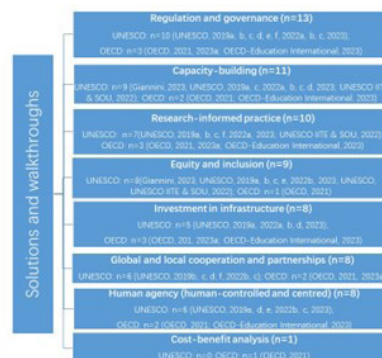 Solutions and walkthroughs
Regulation and governance (n=13)
UNESCO: n=10 (UNESCO, 2019a, b, c, d, e, f, 2022a, b, c, 2023);
OECD: n=3 (OECD, 2021, 2023a; OECD-Education International, 2023)
Capacity-building (n=11)
UNESCO: n=9 (Giannini, 2023; UNESCO, 2019a, c, 2022a, b, c, d, 2023; UNESCO IITE
& SOU, 2022); OECD: n=2 (OECD, 2021; OECD-Education International, 2023)
Research-informed practice (n=10)
UNESCO: n=7(UNESCO, 2019a, b, c, f, 2022a, 2023; UNESCO IITE & SOU, 2022);
OECD: n=3 (OECD, 2021, 2023a; OECD-Education International, 2023)
Equity and inclusion (n=9)
UNESCO: n=8(Giannini, 2023; UNESCO, 2019a, b, c, e, 2022b, 2023; UNESCO,
UNESCO IITE & SOU, 2022); OECD: n=1 (OECD, 2021)
Investment in infrastructure (n=8)
UNESCO: n=5 (UNESCO, 2019a, 2022a, b, d, 2023);
OECD: n=3 (OECD, 201, 2023a; OECD-Education International, 2023)
Global and local cooperation and partnerships (n=8)
UNESCO: n=6 (UNESCO, 2019b, c, d, f, 2022b, c); OECD: n=2 (OECD, 2021, 2023a)
Human agency (human-controlled and centred) (n=8)
UNESCO: n=6 (UNESCO, 2019a, d, e, 2022b, c, 2023);
OECD: n=2 (OECD, 2021; OECD-Education International, 2023)
Cost-benefit analysis (n=1)
UNESCO: n=0; OECD: n=1 (OECD, 2021)